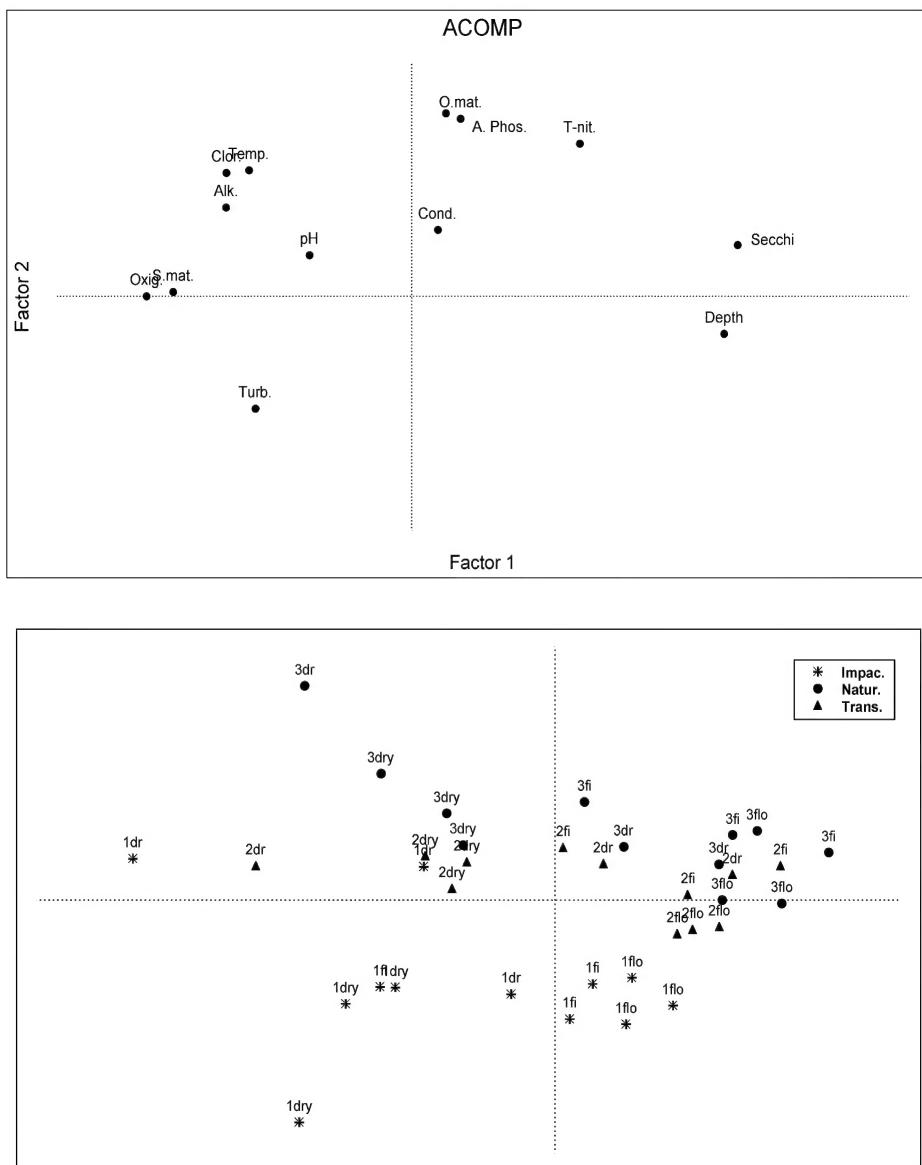 ACOMP
O.mat.
A. Phos.
T-nit.
Clor.
Temp.
Alk.
Cond.
pH
Secchi
Oxig.
S.mat.
Depth
Turb.
Factor 2
Factor 1
Impac.
Natur.
Trans.
3dr
3dry
3dry
3fi
3fi
3flo
3fi
1dr
2dr
2dry
1dr
3dry
2dry
2dry
2fi
2dr
3dr
3dr
2dr
2fi
2fi
3flo
3flo
2flo
2flo
2flo
1dry
1fi
1dry
1dr
1fi
1flo
1fi
1flo
1flo
1dry